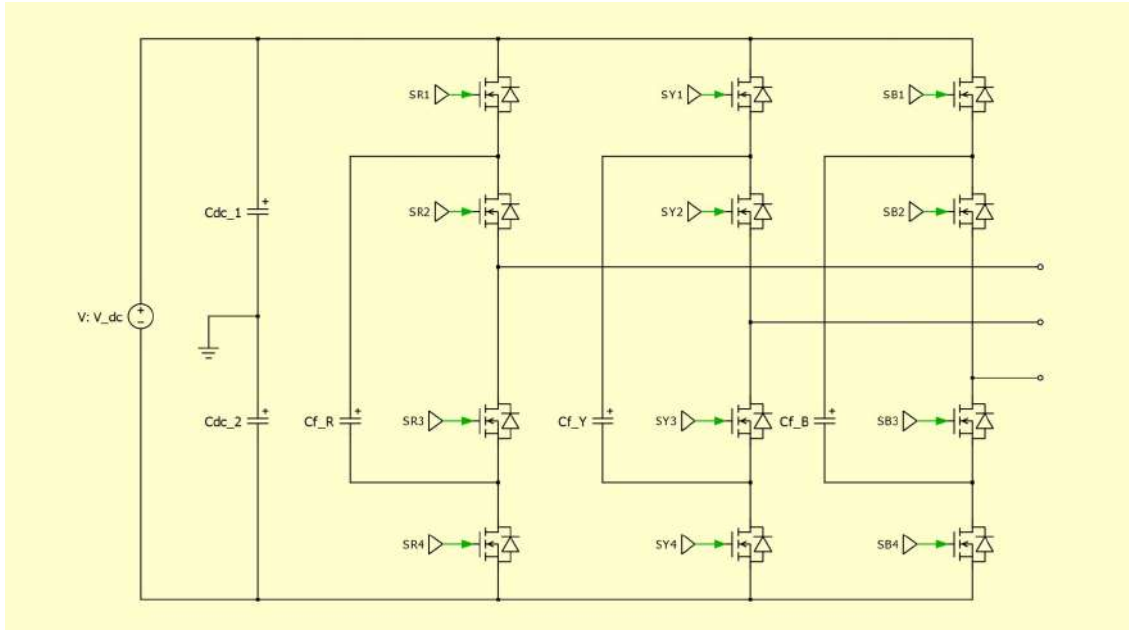 SR1
SY1
SB1
Cdc_1
SR2
SY2
SB2
V: V_dc
Cdc_2
Cf_R
SR3
Cf_Y
SY3
Cf_B
SB3
SR4
SY4
SB4